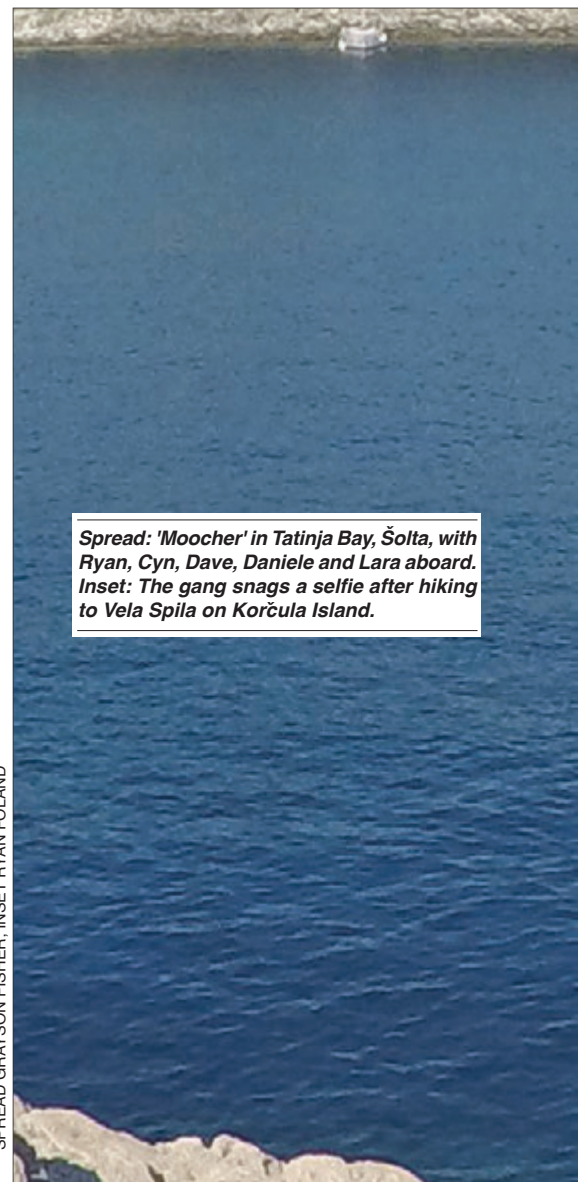 Spread: 'Moocher' in Tatinja Bay, Šolta, with
Ryan, Cyn, Dave, Daniele and Lara aboard.
Inset: The gang snags a selfie after hiking
to Vela Spila on Korčula Island.
SPREAD GRAYSON FISHER; INSET RYAN FOLAND